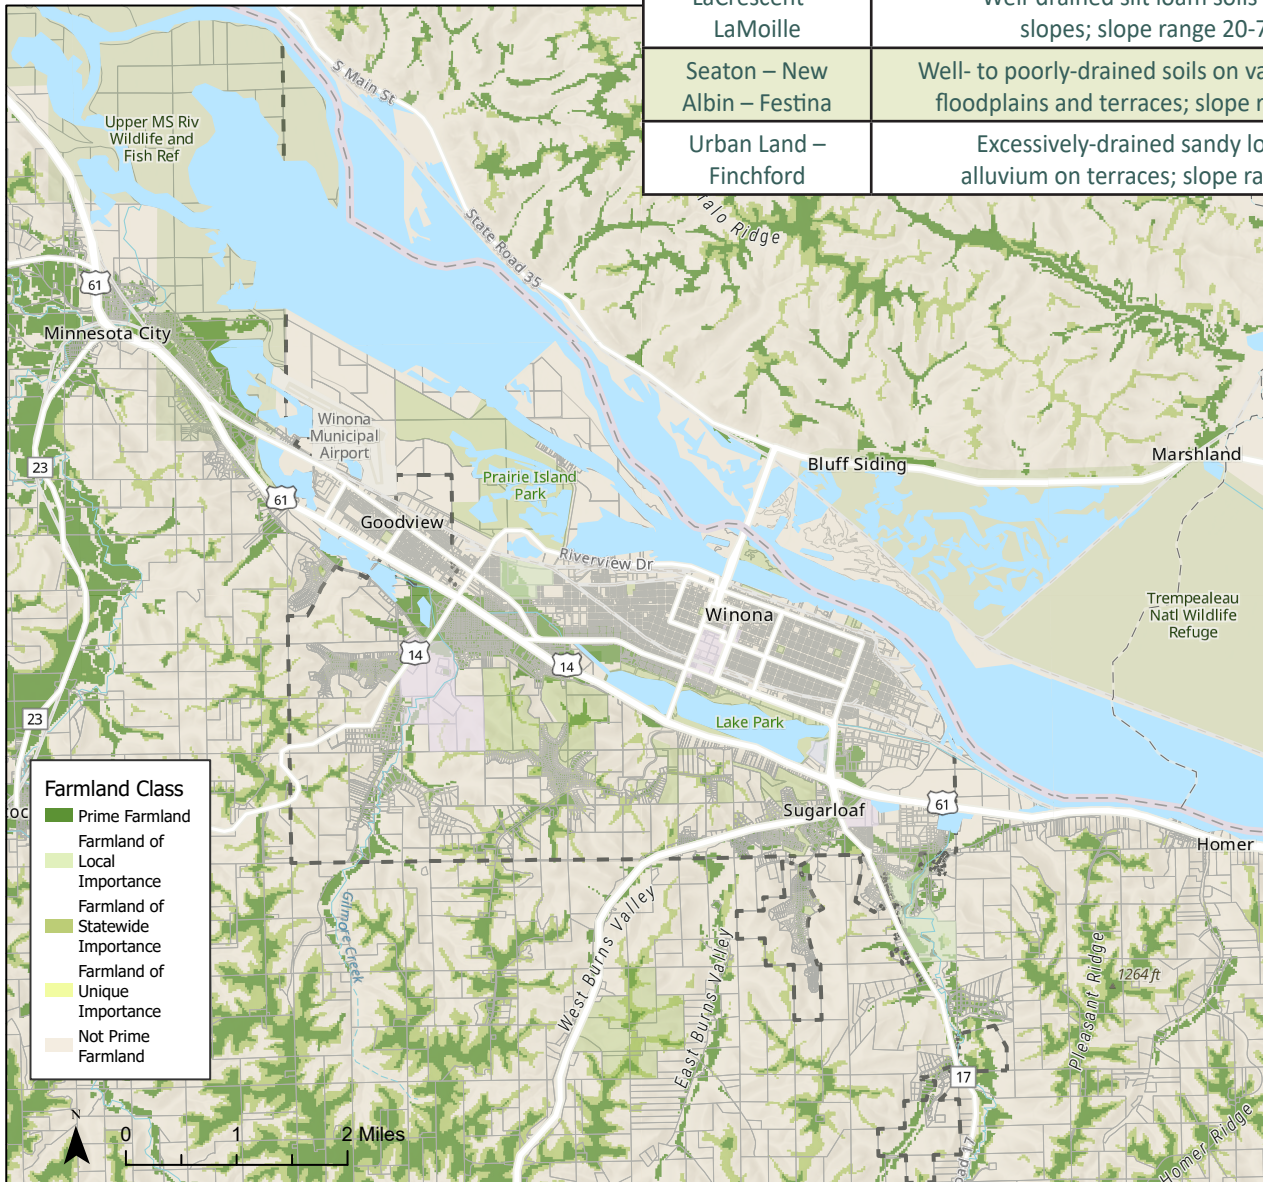 LaCrescent
LaMoille
slopes; slope range 20-7
Seaton – New
Albin – Festina
Well- to poorly-drained soils on va
floodplains and terraces; slope r
Urban Land –
Finchford
Excessively-drained sandy lo
alluvium on terraces; slope ra
S Main St
Upper MS Riv
Wildlife and
Fish Ref
alo Ridge
State Road 35
61
Minnesota City
Winona
Municipal
Airport
23
61
Prairie Island
Park
Goodview
Bluff Siding
Marshland
Riverview Dr
Winona
Trempealeau
Natl Wildlife
Refuge
14
14
23
Lake Park
Sugarloaf
61
Homer
Farmland Class
Prime Farmland
Farmland of
Local
Importance
Farmland of
Statewide
Importance
Farmland of
Unique
Importance
Not Prime
Farmland
Gilmore Creek
West Burns Valley
East Burns Valley
Pleasant Ridge
1264 ft
17
Homer Ridge
oad 17
N
0 1 2 Miles